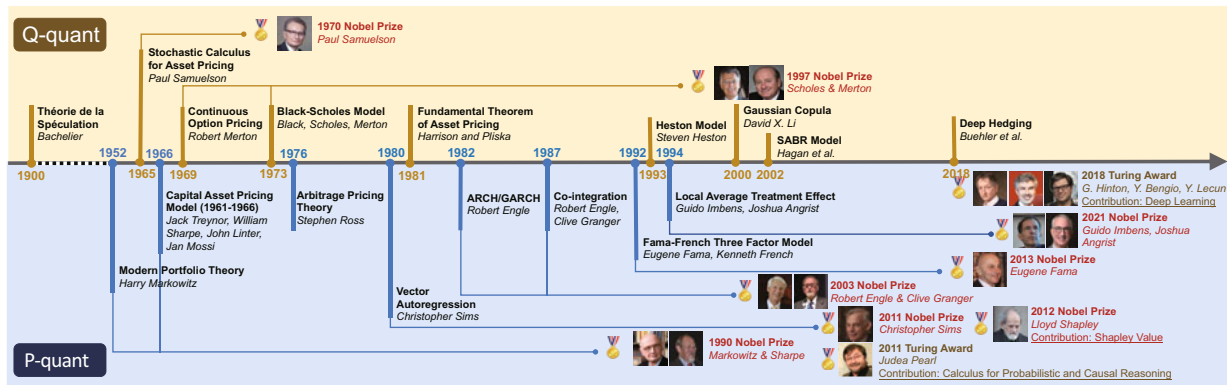 Q-quant
1970 Nobel Prize
Paul Samuelson
Stochastic Calculus
for Asset Pricing
Paul Samuelson
1997 Nobel Prize
Scholes & Merton
Théorie de la
Spéculation
Bachelier
Continuous
Option Pricing
Robert Merton
Black-Scholes Model
Black, Scholes, Merton
Fundamental Theorem
of Asset Pricing
Harrison and Pliska
Heston Model
Steven Heston
Gaussian Copula
David X. Li
SABR Model
Hagan et al.
Deep Hedging
Buehler et al.
1952
1966
1976
1980
1982
1987
1992
1994
1900
1965
1969
1973
1981
1993
2000
2002
2018
Capital Asset Pricing
Model (1961-1966)
Jack Treynor, William
Sharpe, John Linter,
Jan Mossi
Arbitrage Pricing
Theory
Stephen Ross
ARCH/GARCH
Robert Engle
Co-integration
Robert Engle,
Clive Granger
Local Average Treatment Effect
Guido Imbens, Joshua Angrist
2018 Turing Award
G. Hinton, Y. Bengio, Y. Lecun
Contribution: Deep Learning
2021 Nobel Prize
Guido Imbens, Joshua
Angrist
Fama-French Three Factor Model
Eugene Fama, Kenneth French
2013 Nobel Prize
Eugene Fama
Modern Portfolio Theory
Harry Markowitz
Vector
Autoregression
Christopher Sims
2003 Nobel Prize
Robert Engle & Clive Granger
2011 Nobel Prize
Christopher Sims
2012 Nobel Prize
Lloyd Shapley
Contribution: Shapley Value
P-quant
1990 Nobel Prize
Markowitz & Sharpe
2011 Turing Award
Judea Pearl
Contribution: Calculus for Probabilistic and Causal Reasoning